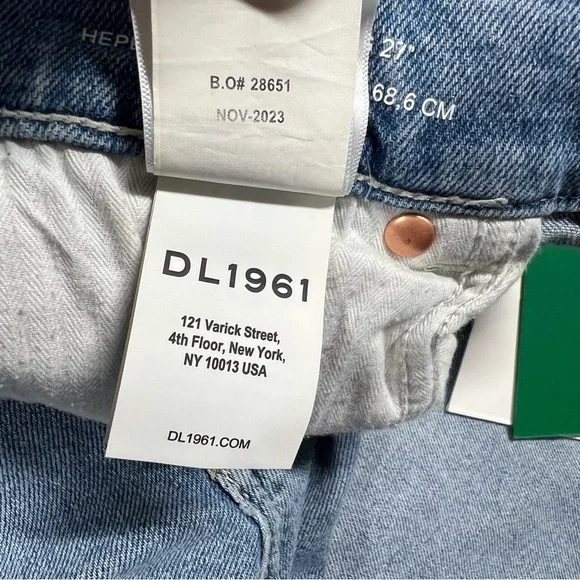 HEP
27"
68.6 CM
B.O# 28651
NOV-2023
DL1961
121 Varick Street,
4th Floor, New York,
NY 10013 USA
DL1961.COM